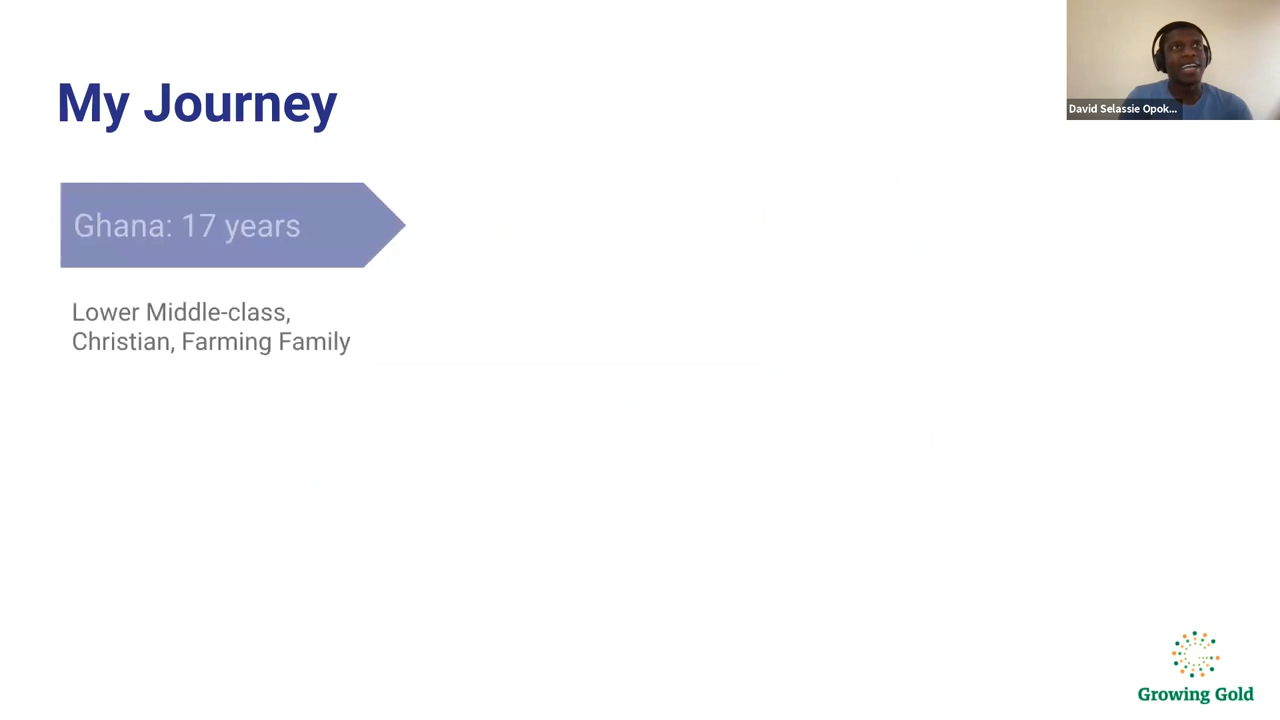 My Journey
David Selassie Opok...
Ghana: 17 years
Lower Middle-class,
Christian, Farming Family
Growing Gold